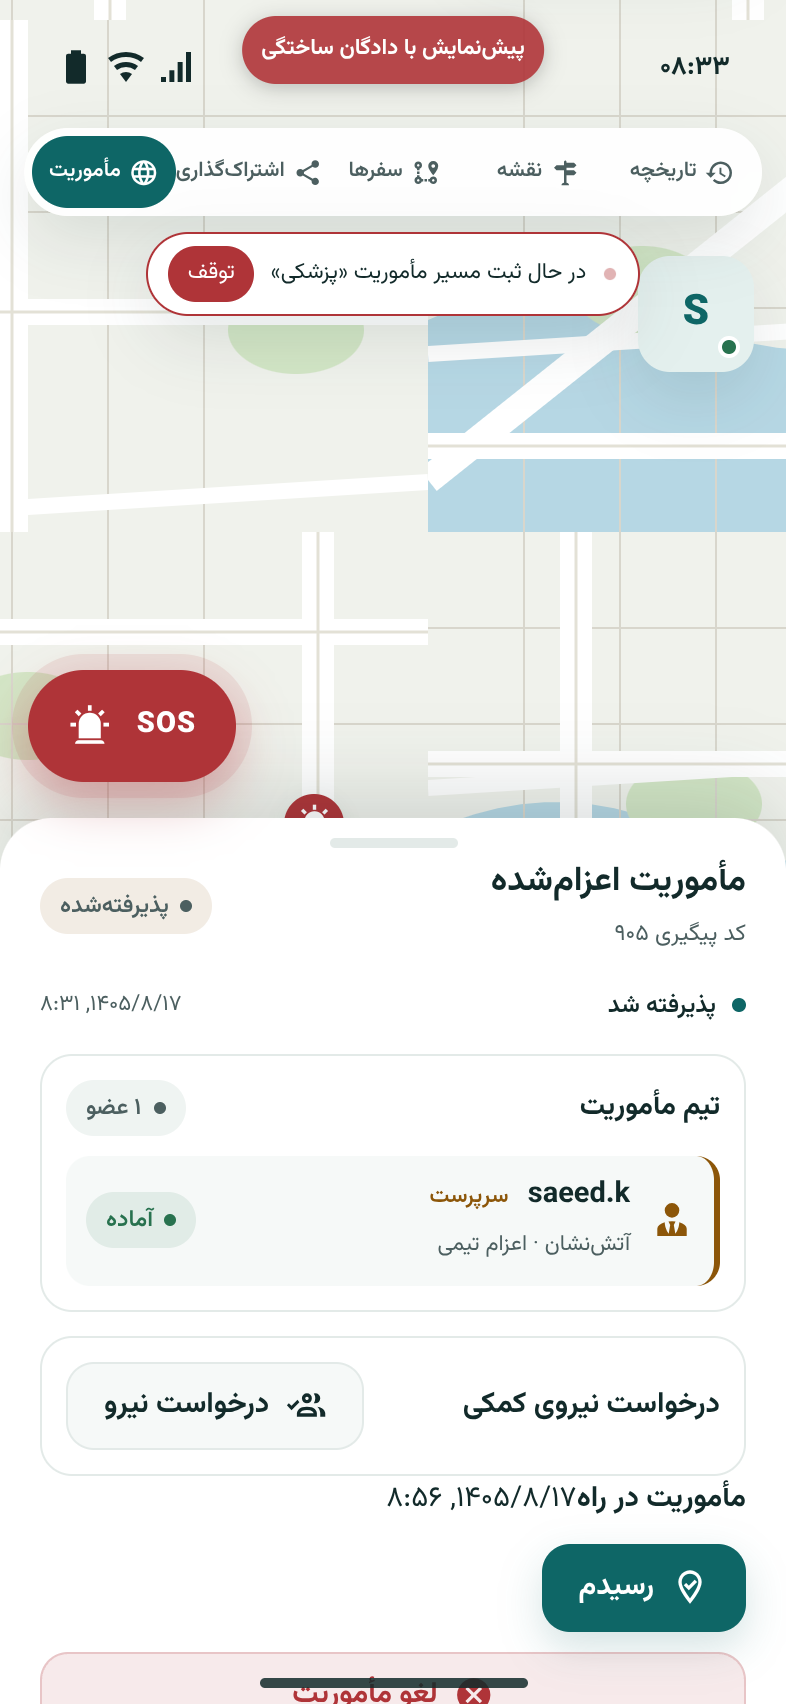 پیش‌نمایش با دادگان ساختگی
۰۸:۳۳
تاریخچه
نقشه
سفرها
اشتراک‌گذاری
مأموریت
در حال ثبت مسیر مأموریت «پزشکی»
توقف
S
SOS
مأموریت اعزام‌شده
پذیرفته‌شده
کد پیگیری ۹۰۵
پذیرفته شد
۱۴۰۵/۸/۱۷, ۸:۳۱
تیم مأموریت
۱ عضو
saeed.k سرپرست
آماده
آتش‌نشان · اعزام تیمی
درخواست نیروی کمکی
درخواست نیرو
مأموریت در راه۱۴۰۵/۸/۱۷, ۸:۵۶
رسیدم
لغو مأموریت